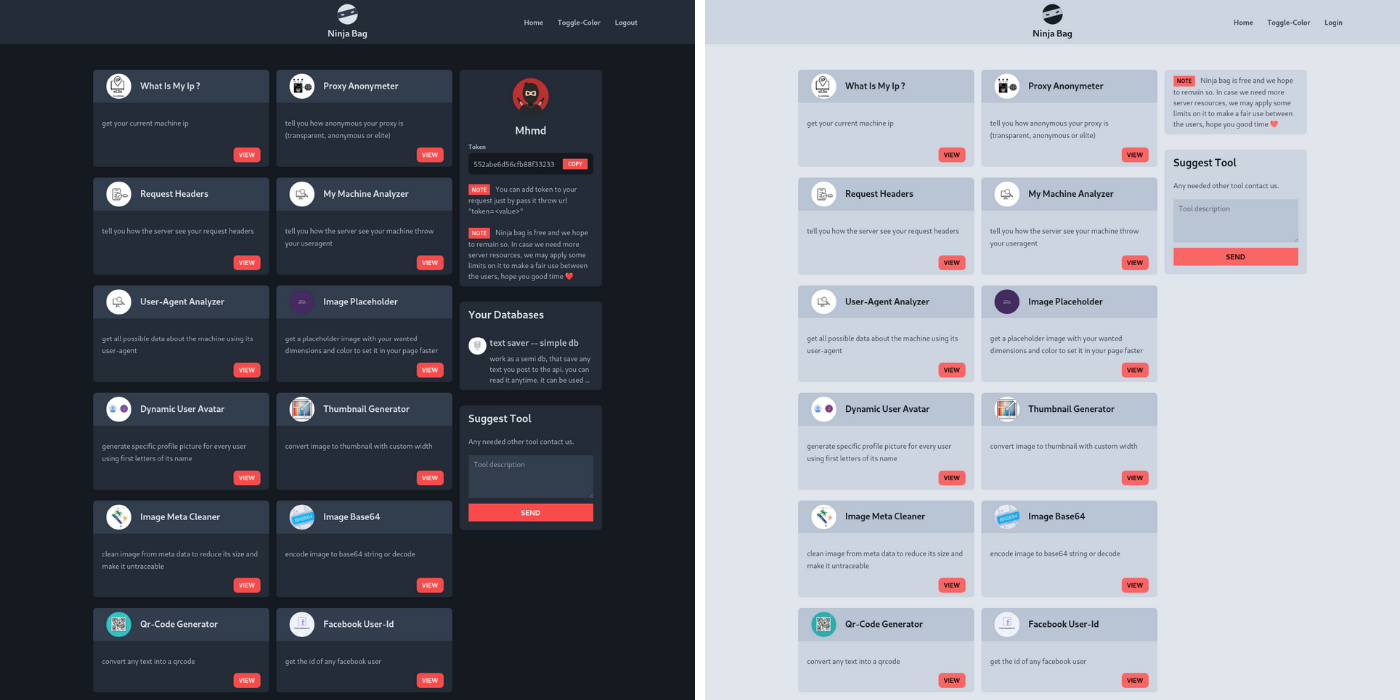 Ninja Bag
Home Toggle-Color Logout
What Is My Ip ?
get your current machine ip
VIEW
Proxy Anonymeter
tell you how anonymous your proxy is
(transparent, anonymous or elite)
VIEW
Request Headers
tell you how the server see your request headers
VIEW
My Machine Analyzer
tell you how the server see your machine throw
your useragent
VIEW
User-Agent Analyzer
get all possible data about the machine using its
user-agent
VIEW
Image Placeholder
get a placeholder image with your wanted
dimensions and color to set it in your page faster
VIEW
Dynamic User Avatar
generate specific profile picture for every user
using first letters of its name
VIEW
Thumbnail Generator
convert image to thumbnail with custom width
VIEW
Image Meta Cleaner
clean image from meta data to reduce its size and
make it untraceable
VIEW
Image Base64
encode image to base64 string or decode
VIEW
Qr-Code Generator
convert any text into a qrcode
VIEW
Facebook User-Id
get the id of any facebook user
VIEW
Mhmd
Token
552abe6d56cfb88f33233
COPY
NOTE You can add token to your
request just by pass it throw url
"token=<value>"
NOTE Ninja bag is free and we hope
to remain so. In case we need more
server resources, we may apply some
limits on it to make a fair use between
the users, hope you good time ❤️
Your Databases
text saver -- simple db
work as a semi db, that save any
text you post to the api. you can
read it anytime. it can be used ...
Suggest Tool
Any needed other tool contact us.
Tool description
SEND
Ninja Bag
Home Toggle-Color Login
What Is My Ip ?
get your current machine ip
VIEW
Proxy Anonymeter
tell you how anonymous your proxy is
(transparent, anonymous or elite)
VIEW
Request Headers
tell you how the server see your request headers
VIEW
My Machine Analyzer
tell you how the server see your machine throw
your useragent
VIEW
User-Agent Analyzer
get all possible data about the machine using its
user-agent
VIEW
Image Placeholder
get a placeholder image with your wanted
dimensions and color to set it in your page faster
VIEW
Dynamic User Avatar
generate specific profile picture for every user
using first letters of its name
VIEW
Thumbnail Generator
convert image to thumbnail with custom width
VIEW
Image Meta Cleaner
clean image from meta data to reduce its size and
make it untraceable
VIEW
Image Base64
encode image to base64 string or decode
VIEW
Qr-Code Generator
convert any text into a qrcode
VIEW
Facebook User-Id
get the id of any facebook user
VIEW
NOTE Ninja bag is free and we hope
to remain so. In case we need more
server resources, we may apply some
limits on it to make a fair use between
the users, hope you good time ❤️
Suggest Tool
Any needed other tool contact us.
Tool description
SEND